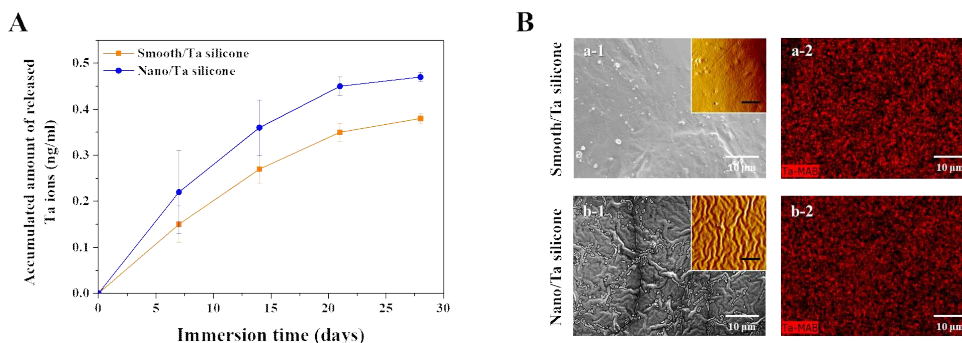 A
Accumulated amount of released
Ta ions (ng/ml)
0.5
0.4
0.3
0.2
0.1
0.0
Smooth/Ta silicone
Nano/Ta silicone
0
5
10
15
20
25
30
Immersion time (days)
B
Smooth/Ta silicone
a-1
10 μm
a-2
Ta-MAB
10 μm
Nano/Ta silicone
b-1
10 μm
b-2
Ta-MAB
10 μm